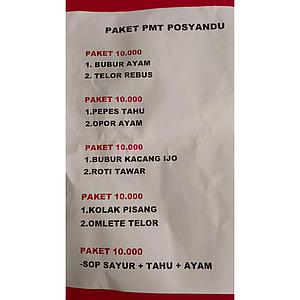 PAKET PMT POSYANDU
PAKET 10.000
1. BUBUR AYAM
2. TELOR REBUS
PAKET 10.000
1.PEPES TAHU
2.OPOR AYAM
PAKET 10.000
1.BUBUR KACANG IJO
2.ROTI TAWAR
PAKET 10.000
1.KOLAK PISANG
2.OMLETE TELOR
PAKET 10.000
-SOP SAYUR + TAHU + AYAM